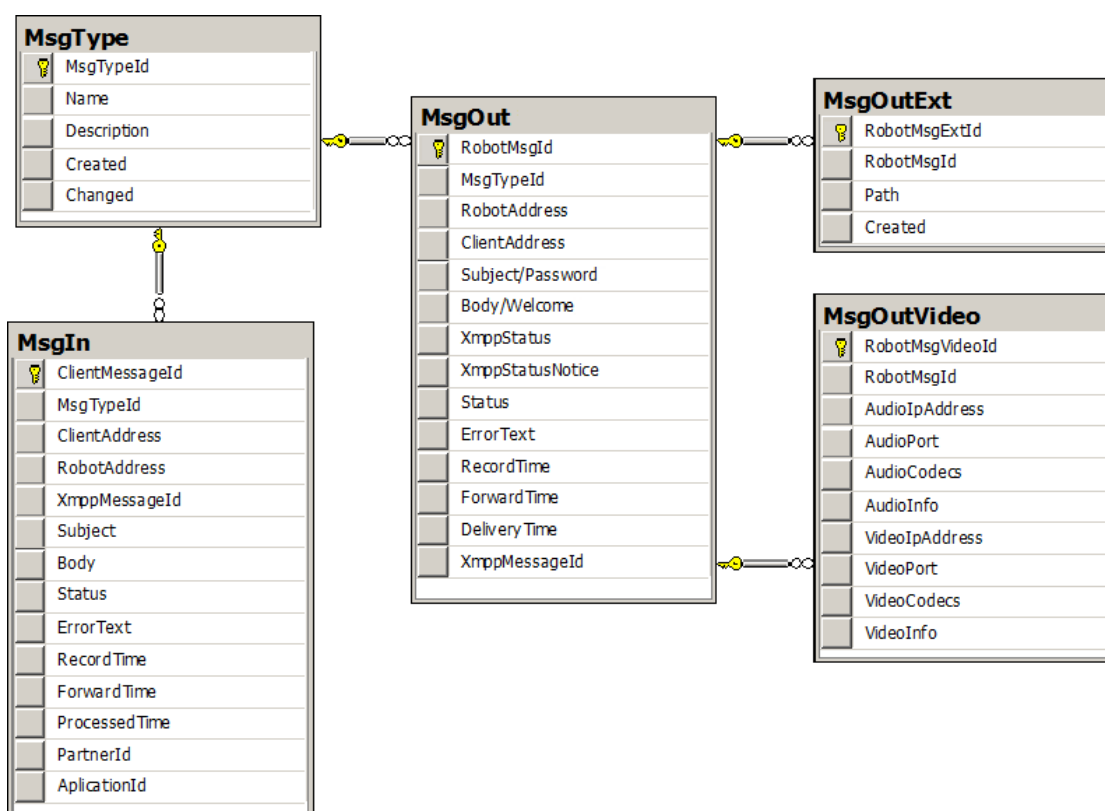 MsgType
MsgTypeId
Name
Description
Created
Changed
MsgIn
ClientMessageId
MsgTypeId
ClientAddress
RobotAddress
XmppMessageId
Subject
Body
Status
ErrorText
RecordTime
ForwardTime
ProcessedTime
PartnerId
AplicationId
MsgOut
RobotMsgId
MsgTypeId
RobotAddress
ClientAddress
Subject/Password
Body/Welcome
XmppStatus
XmppStatusNotice
Status
ErrorText
RecordTime
ForwardTime
DeliveryTime
XmppMessageId
MsgOutExt
RobotMsgExtId
RobotMsgId
Path
Created
MsgOutVideo
RobotMsgVideoId
RobotMsgId
AudioIpAddress
AudioPort
AudioCodecs
AudioInfo
VideoIpAddress
VideoPort
VideoCodecs
VideoInfo